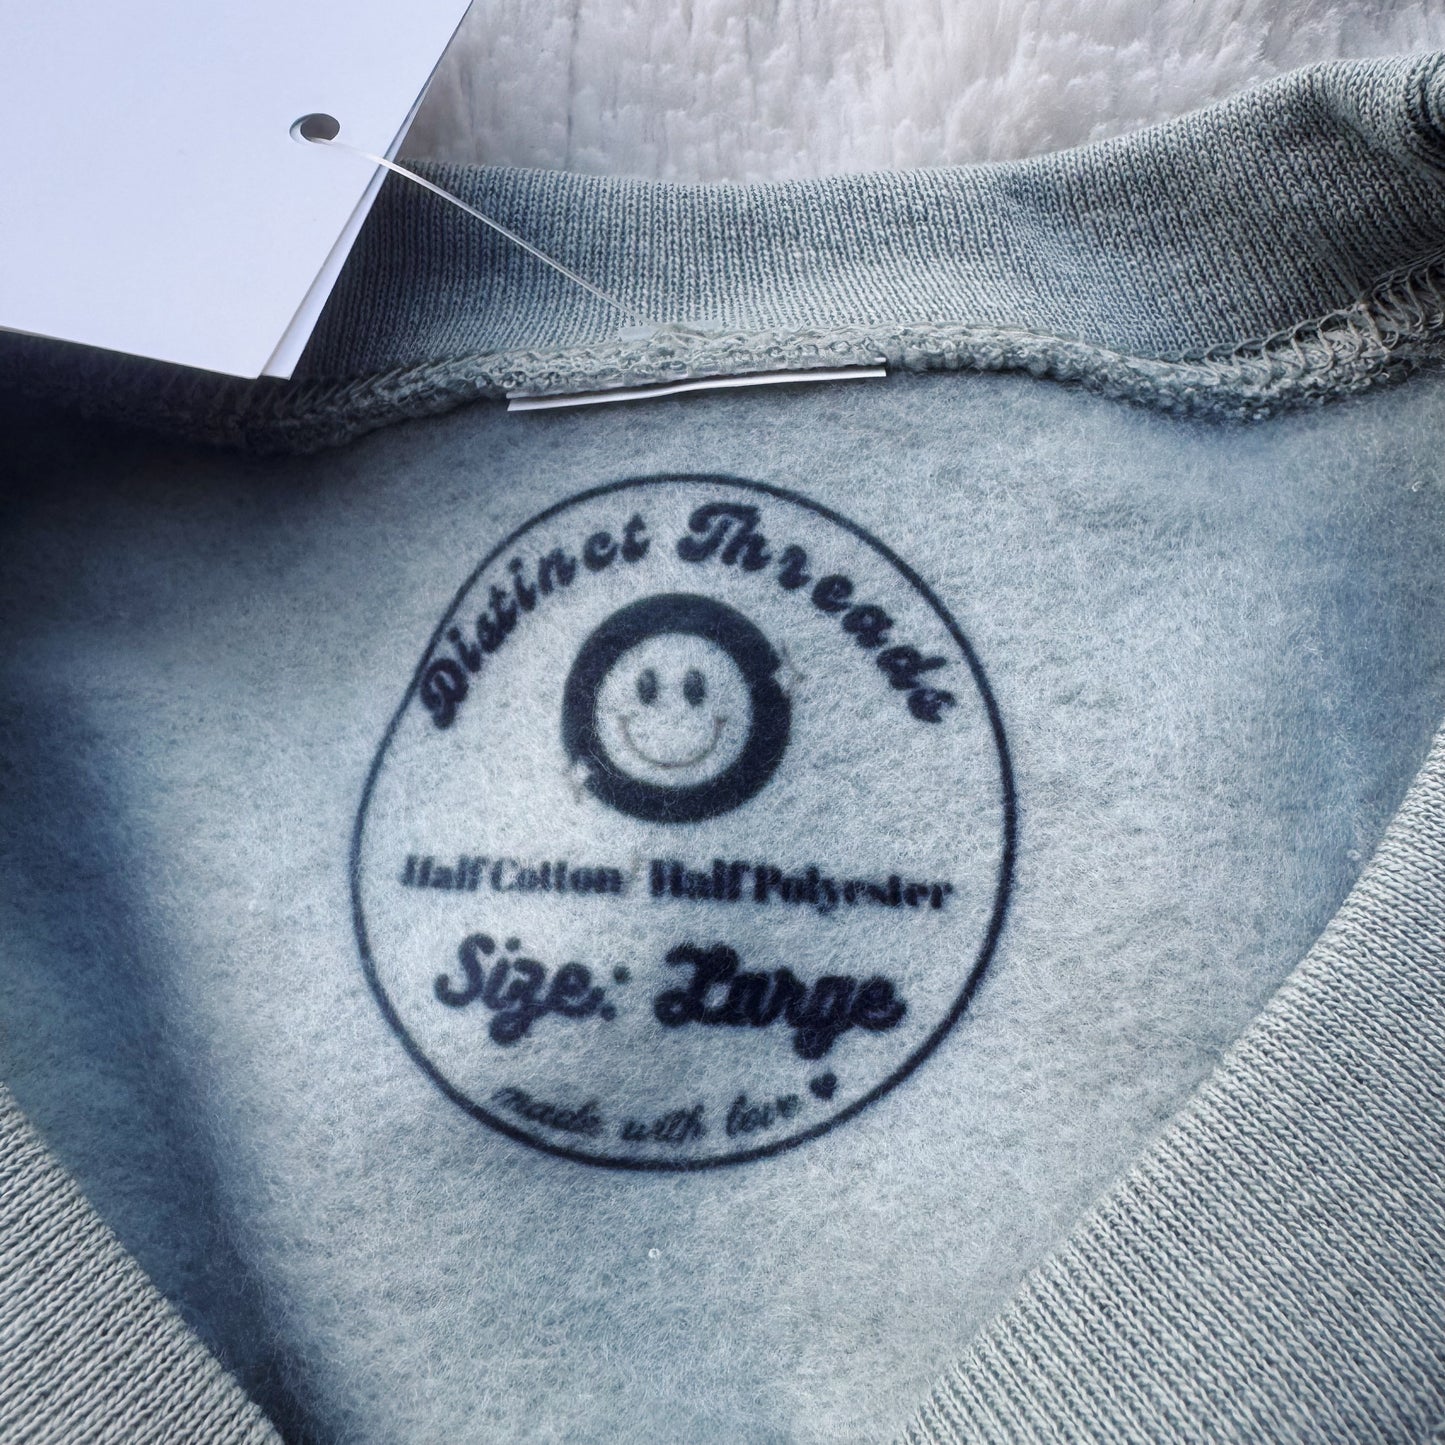 Distinct Threads
Half Cotton Half Polyester
Size: Large
made with love